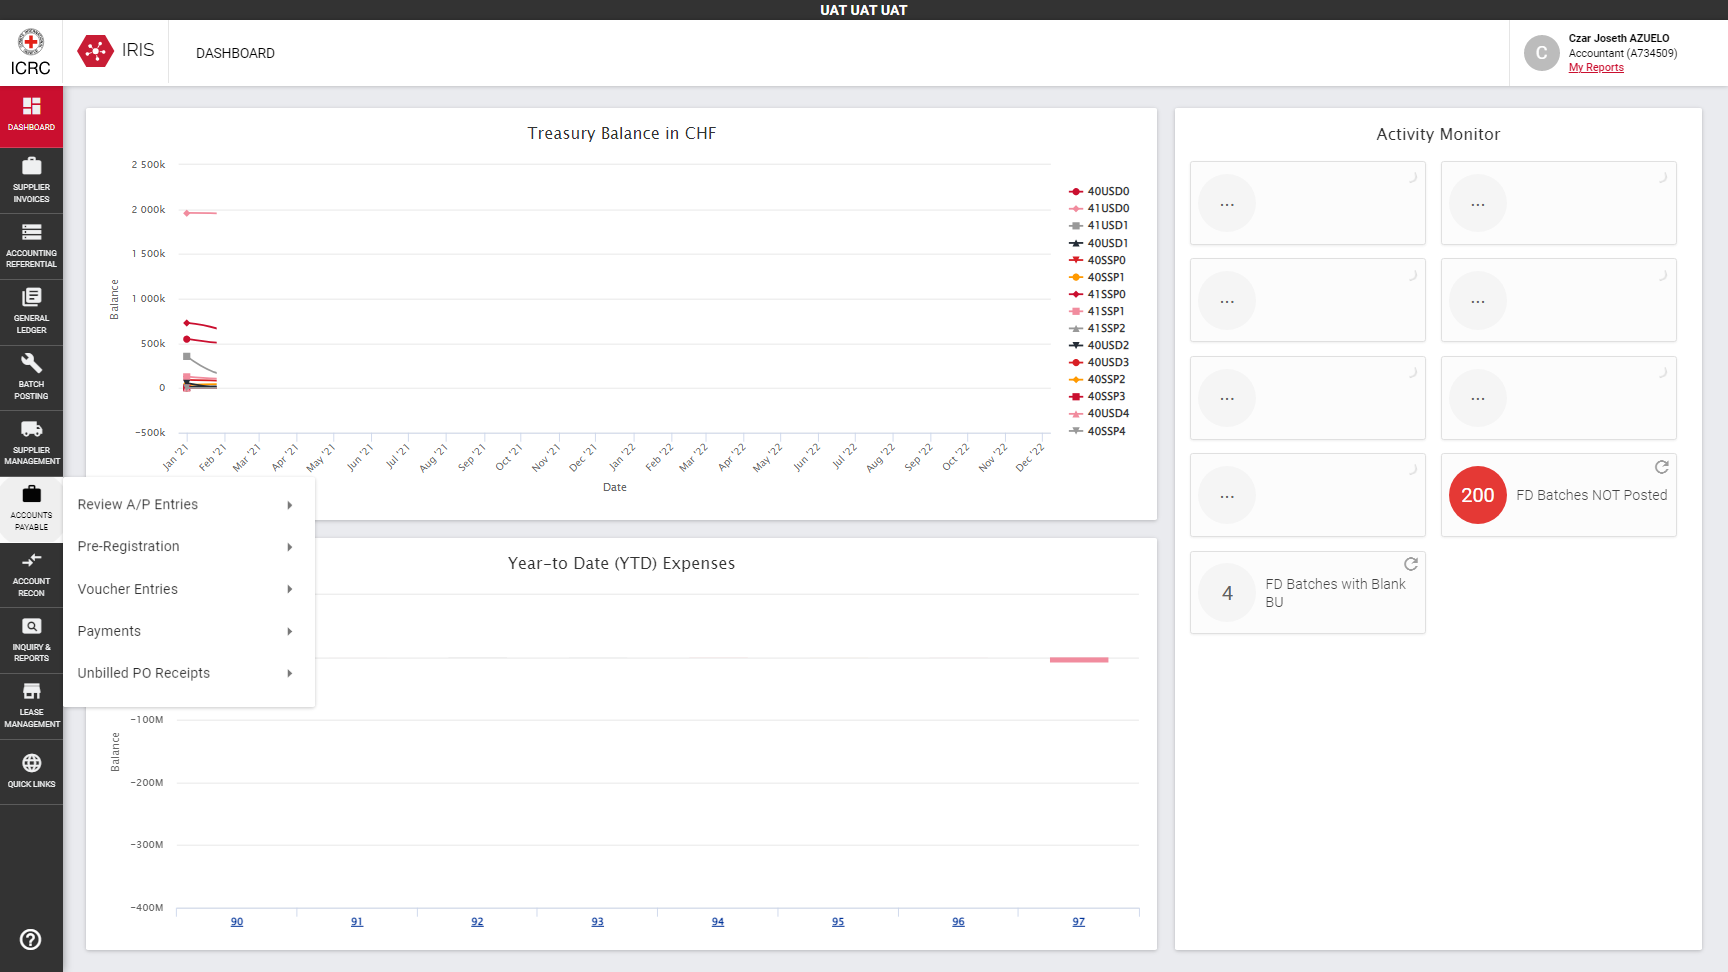 UAT UAT UAT
ICRC
IRIS
DASHBOARD
C
Czar Joseth AZUELO
Accountant (A734509)
My Reports
DASHBOARD
SUPPLIER
INVOICES
ACCOUNTING
REFERENTIAL
GENERAL
LEDGER
BATCH
POSTING
SUPPLIER
MANAGEMENT
ACCOUNTS
PAYABLE
ACCOUNT
RECON
INQUIRY &
REPORTS
LEASE
MANAGEMENT
QUICK LINKS
Review A/P Entries
Pre-Registration
Voucher Entries
Payments
Unbilled PO Receipts
Treasury Balance in CHF
2 500k
2 000k
1 500k
1 000k
500k
0
-500k
Balance
Jan '21
Feb '21
Mar '21
Apr '21
May '21
Jun '21
Jul '21
Aug '21
Sep '21
Oct '21
Nov '21
Dec '21
Jan '22
Feb '22
Mar '22
Apr '22
May '22
Jun '22
Jul '22
Aug '22
Sep '22
Oct '22
Nov '22
Dec '22
Date
40USD0
41USD0
41USD1
40USD1
40SSP0
40SSP1
41SSP0
41SSP1
41SSP2
40USD2
40USD3
40SSP2
40SSP3
40USD4
40SSP4
Year-to Date (YTD) Expenses
-100M
-200M
-300M
-400M
Balance
90
91
92
93
94
95
96
97
Activity Monitor
...
...
...
...
...
...
...
200
FD Batches NOT Posted
4
FD Batches with Blank
BU